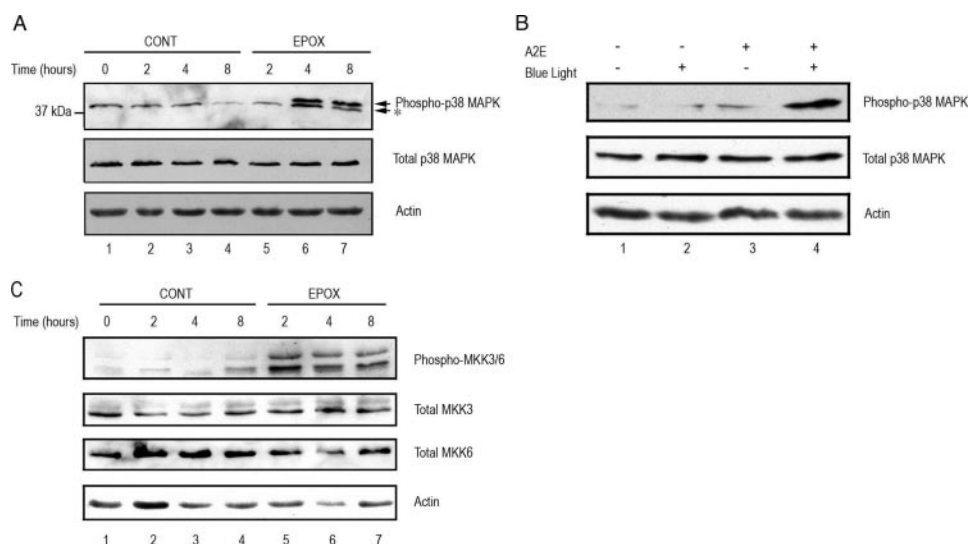 A
CONT EPOX
Time (hours) 0 2 4 8 2 4 8
37 kDa
Phospho-p38 MAPK
*
Total p38 MAPK
Actin
1 2 3 4 5 6 7
B
A2E - - + +
Blue Light - + - +
Phospho-p38 MAPK
Total p38 MAPK
Actin
1 2 3 4
C
CONT EPOX
Time (hours) 0 2 4 8 2 4 8
Phospho-MKK3/6
Total MKK3
Total MKK6
Actin
1 2 3 4 5 6 7